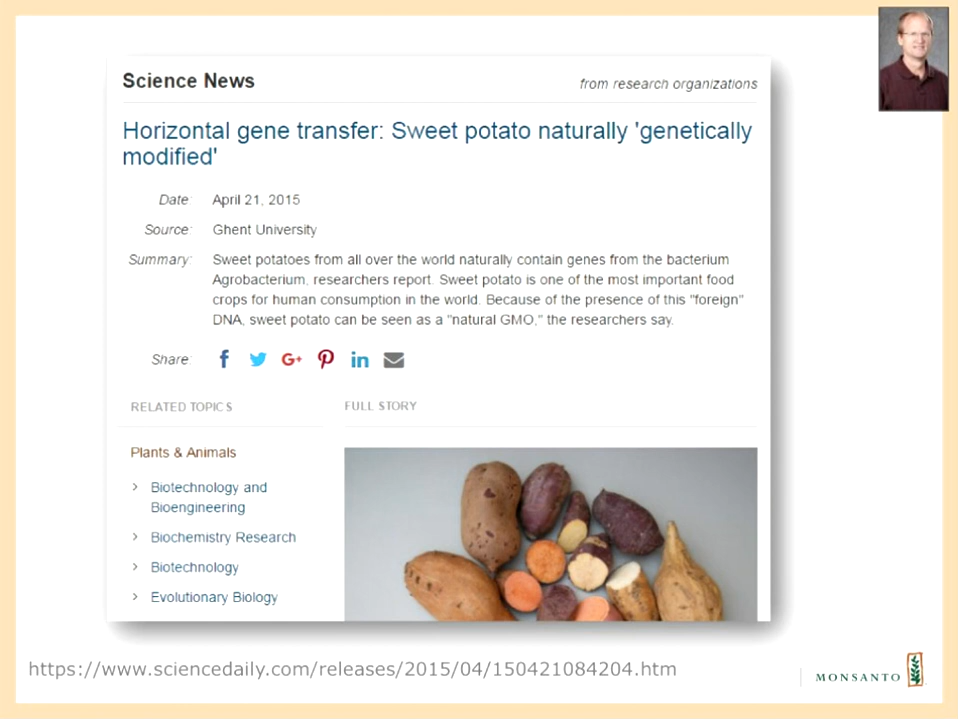 Science News
from research organizations
Horizontal gene transfer: Sweet potato naturally 'genetically
modified'
Date: April 21, 2015
Source: Ghent University
Summary: Sweet potatoes from all over the world naturally contain genes from the bacterium
Agrobacterium, researchers report. Sweet potato is one of the most important food
crops for human consumption in the world. Because of the presence of this "foreign"
DNA, sweet potato can be seen as a "natural GMO," the researchers say.
Share:
RELATED TOPICS
FULL STORY
Plants & Animals
Biotechnology and
Bioengineering
Biochemistry Research
Biotechnology
Evolutionary Biology
https://www.sciencedaily.com/releases/2015/04/150421084204.htm
MONSANTO